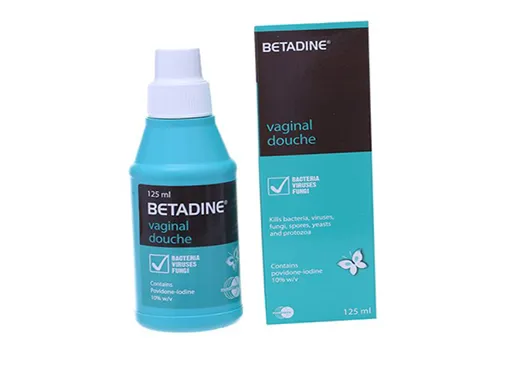 125 ml
BETADINE®
vaginal
douche
BACTERIA
VIRUSES
FUNGI
Contains
Povidone-iodine
10% w/v
BETADINE®
vaginal
douche
BACTERIA
VIRUSES
FUNGI
Kills bacteria, viruses,
fungi, spores, yeasts
and protozoa
Contains
povidone-iodine
10% w/v
125 ml